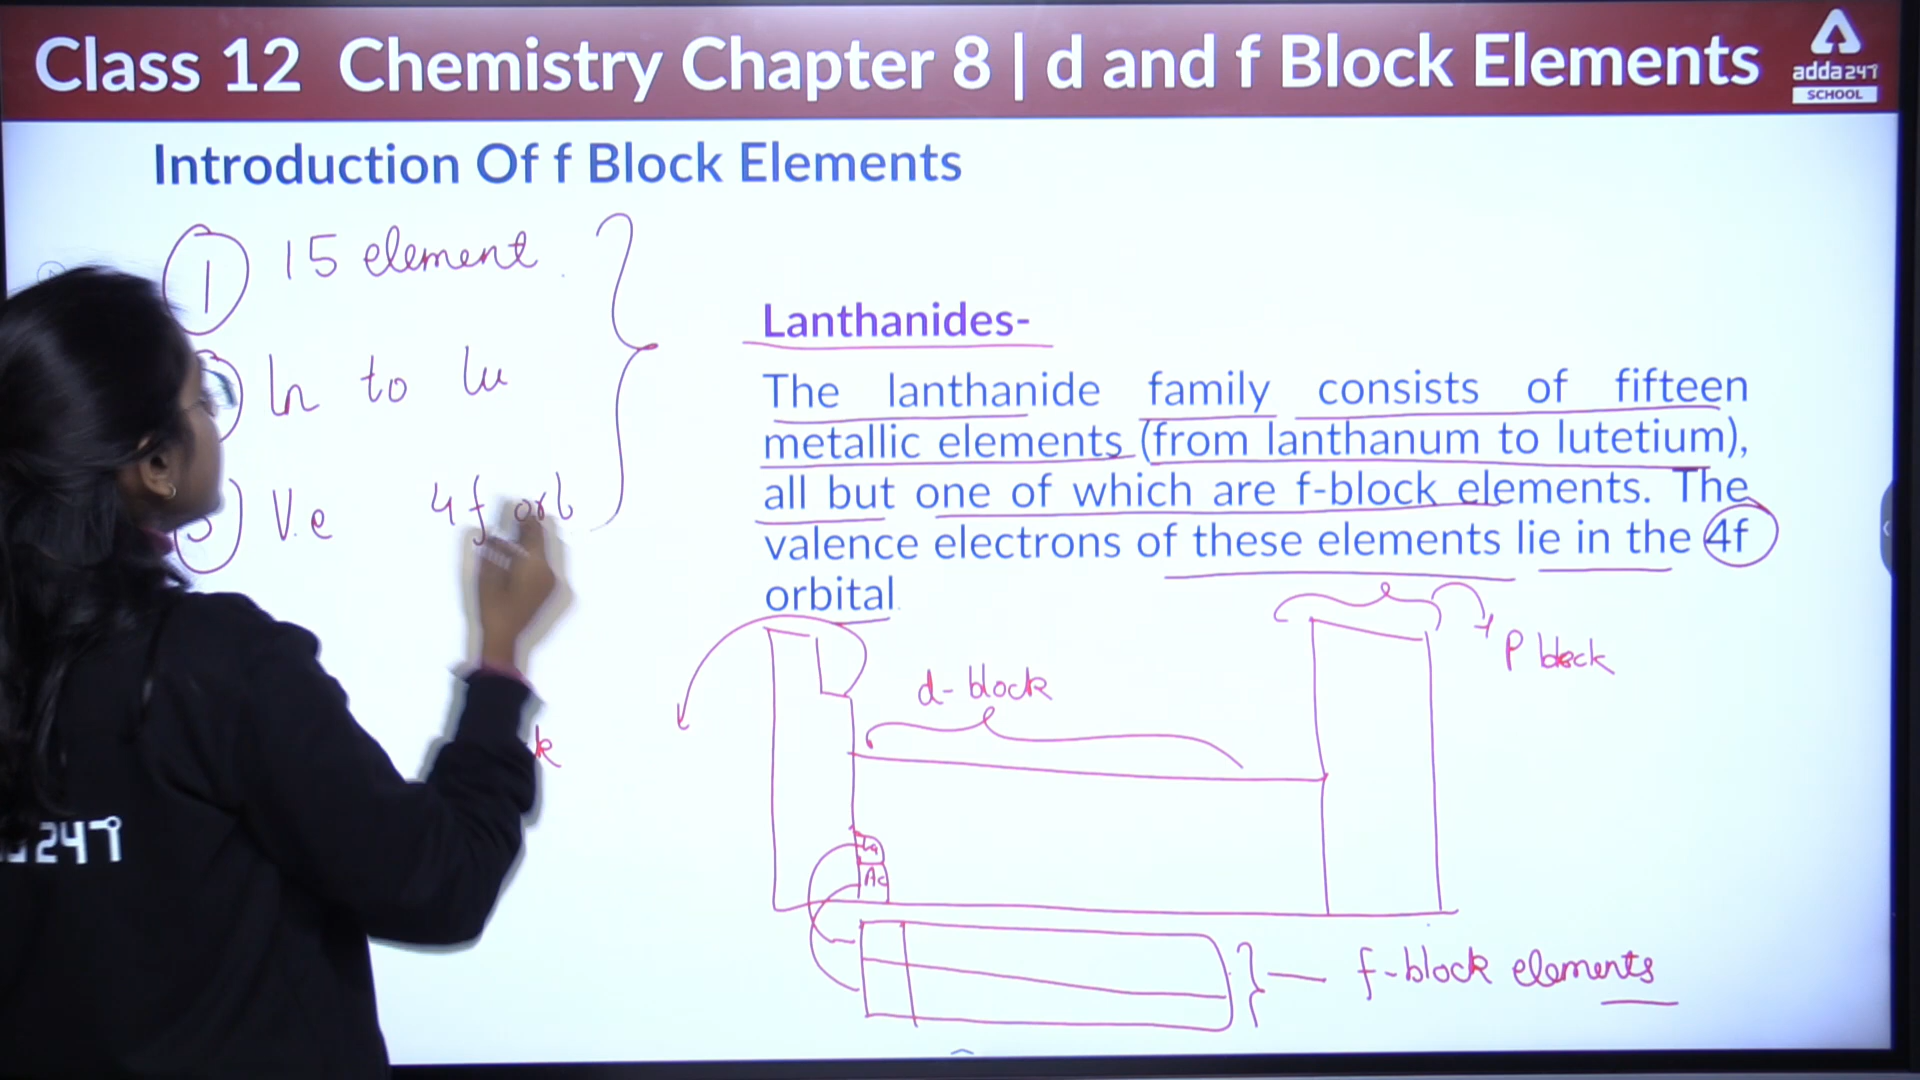 Class 12 Chemistry Chapter 8 | d and f Block Elements
adda247
SCHOOL
Introduction Of f Block Elements
1 15 element
ln to lu
V.e 4f orb
Lanthanides-
The lanthanide family consists of fifteen
metallic elements (from lanthanum to lutetium),
all but one of which are f-block elements. The
valence electrons of these elements lie in the 4f
orbital
P block
d-block
k
La
Ac
f-block elements
247